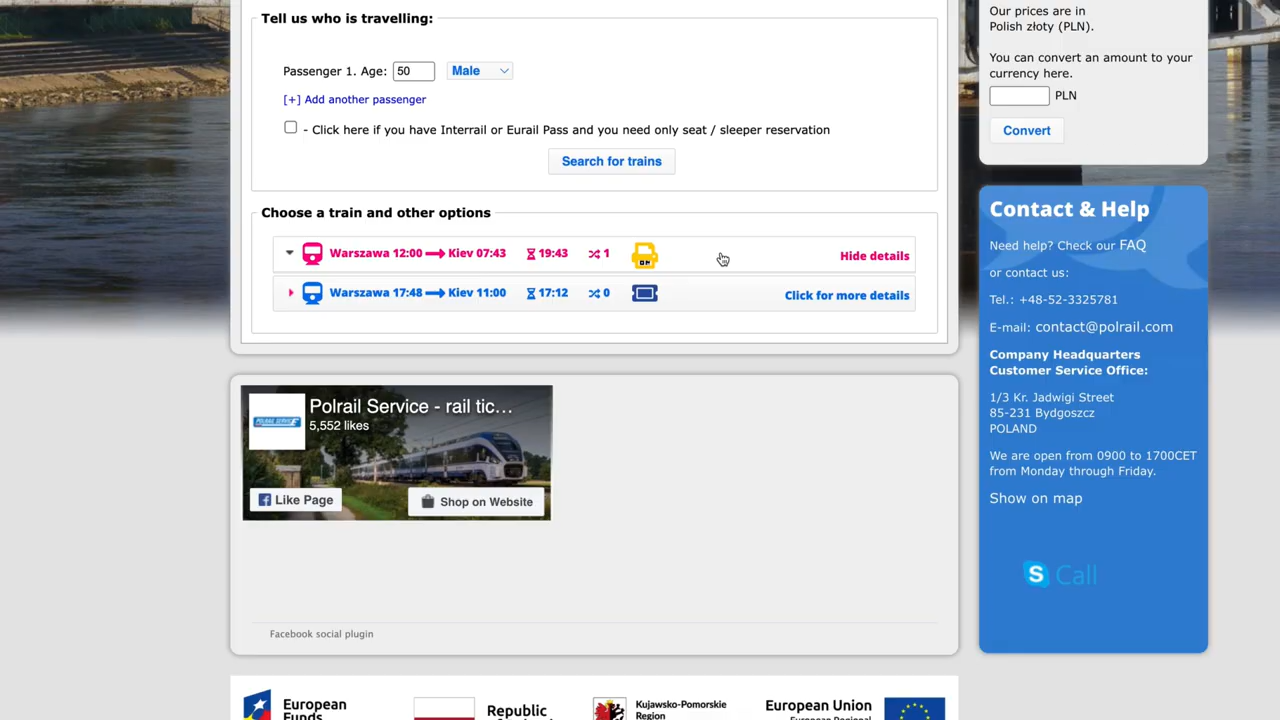 Tell us who is travelling:
Passenger 1. Age: 50 Male
[+] Add another passenger
- Click here if you have Interrail or Eurail Pass and you need only seat / sleeper reservation
Search for trains
Choose a train and other options
Warszawa 12:00 Kiev 07:43 19:43 1 Hide details
Warszawa 17:48 Kiev 11:00 17:12 0 Click for more details
Polrail Service - rail tic...
5,552 likes
Like Page Shop on Website
Facebook social plugin
European
Funds
Republic
Kujawsko-Pomorskie
Region
European Union
European Regional
Our prices are in
Polish złoty (PLN).
You can convert an amount to your
currency here.
PLN
Convert
Contact & Help
Need help? Check our FAQ
or contact us:
Tel.: +48-52-3325781
E-mail: contact@polrail.com
Company Headquarters
Customer Service Office:
1/3 Kr. Jadwigi Street
85-231 Bydgoszcz
POLAND
We are open from 0900 to 1700CET
from Monday through Friday.
Show on map
S Call